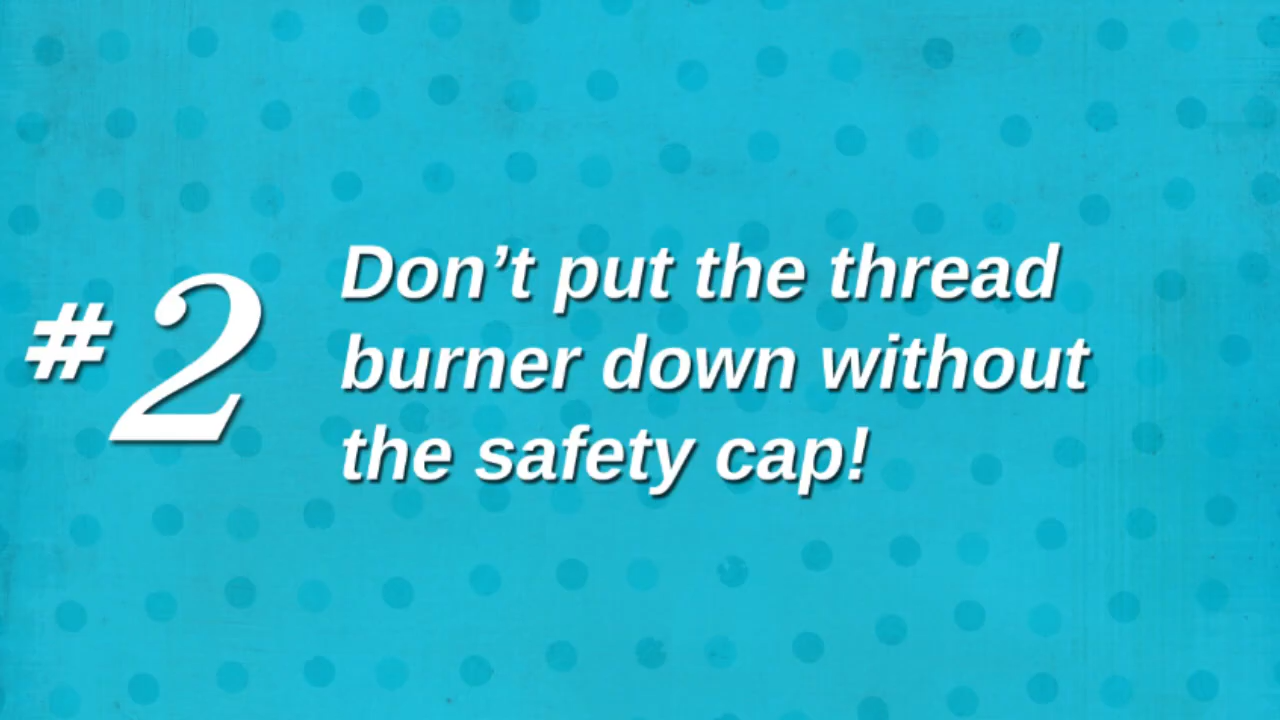 #2
Don’t put the thread
burner down without
the safety cap!